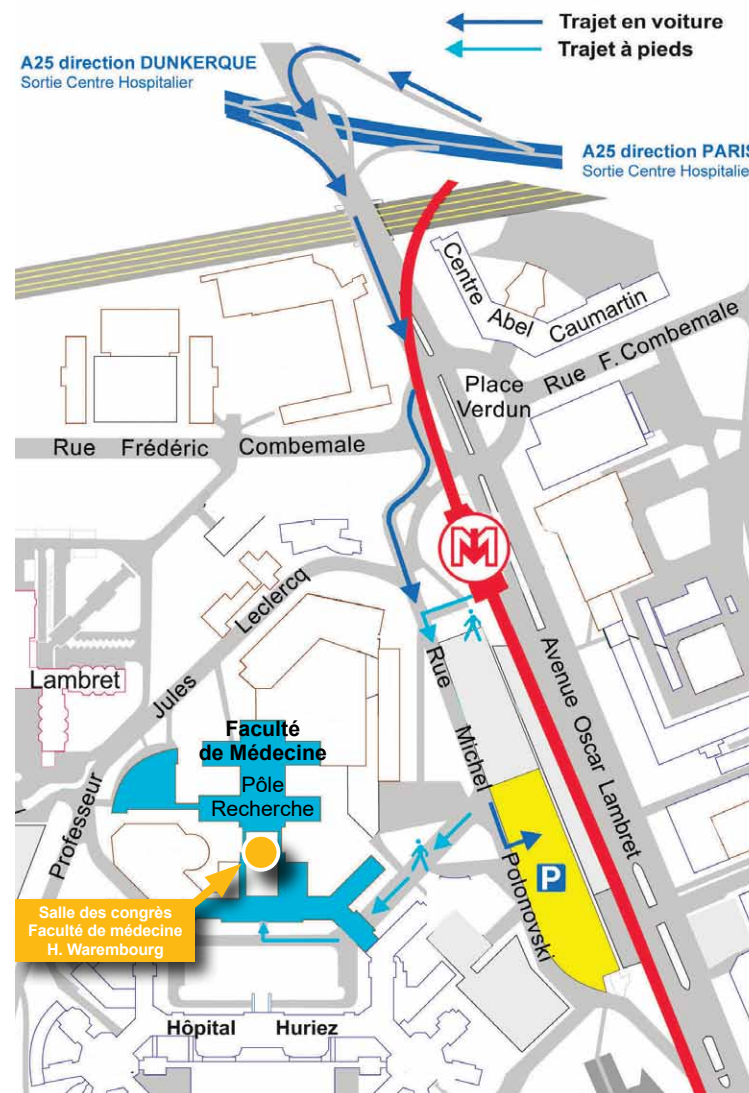 Trajet en voiture
Trajet à pieds
A25 direction DUNKERQUE
Sortie Centre Hospitalier
A25 direction PARIS
Sortie Centre Hospitalie
Centre Abel Caumartin
Place
Verdun
Rue F. Combemale
Rue Frédéric Combemale
Professeur Jules Leclercq
Lambret
Rue Michel Polonovski
Avenue Oscar Lambret
Faculté
de Médecine
Pôle
Recherche
P
Salle des congrès
Faculté de médecine
H. Warembourg
Hôpital Huriez